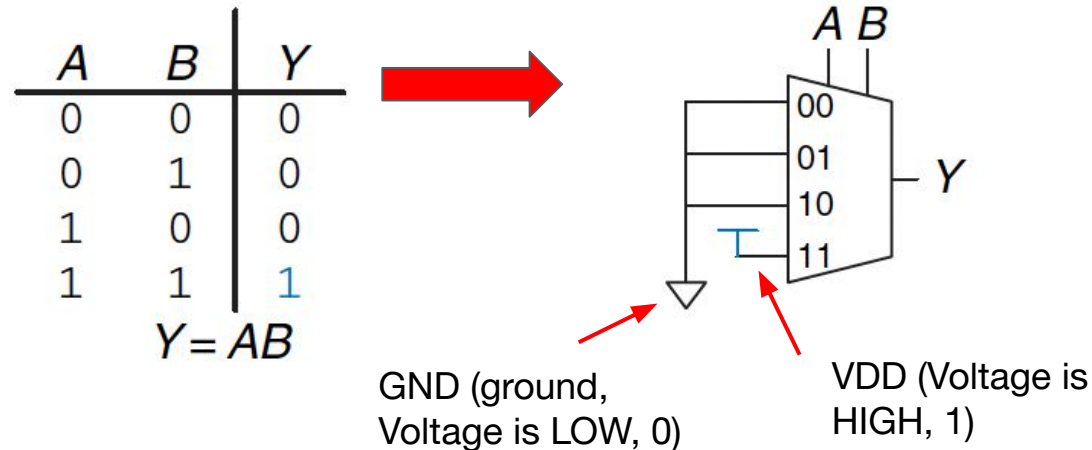 A B Y
0 0 0
0 1 0
1 0 0
1 1 1
Y = AB
A B
00
01
10
11
Y
GND (ground,
Voltage is LOW, 0)
VDD (Voltage is
HIGH, 1)